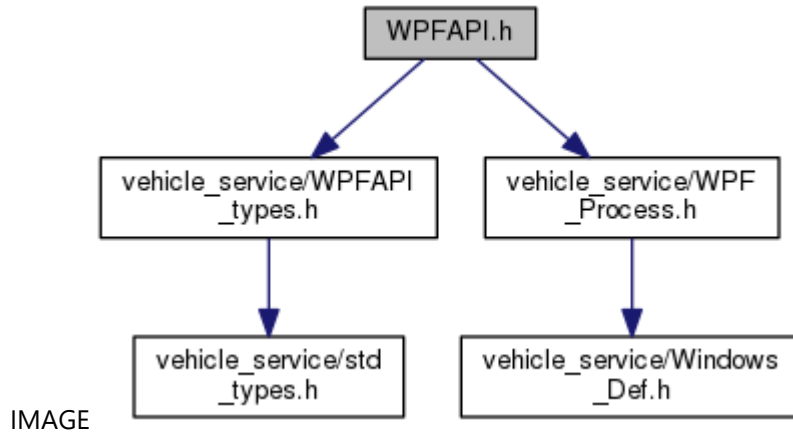 WPFAPI.h
vehicle_service/WPFAPI
_types.h
vehicle_service/WPF
_Process.h
vehicle_service/std
_types.h
vehicle_service/Windows
_Def.h
IMAGE